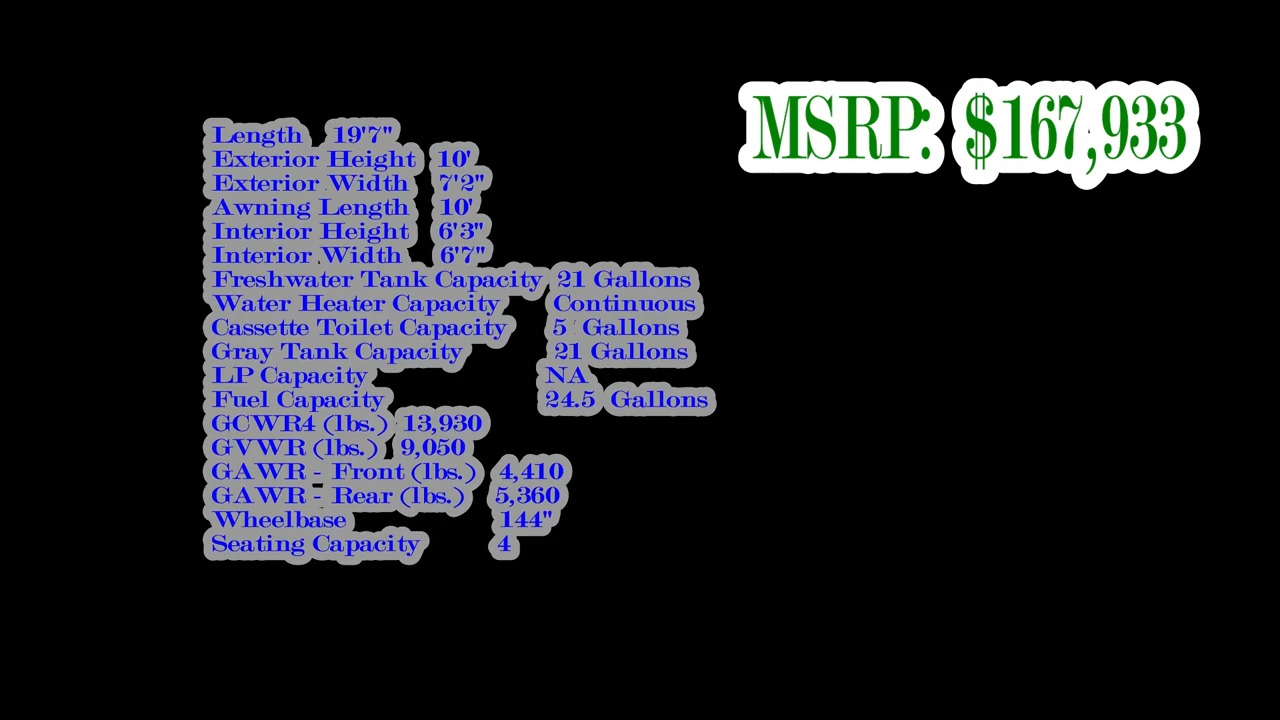 MSRP: $167,933
Length 19'7"
Exterior Height 10'
Exterior Width 7'2"
Awning Length 10'
Interior Height 6'3"
Interior Width 6'7"
Freshwater Tank Capacity 21 Gallons
Water Heater Capacity Continuous
Cassette Toilet Capacity 5 Gallons
Gray Tank Capacity 21 Gallons
LP Capacity NA
Fuel Capacity 24.5 Gallons
GCWR4 (lbs.) 13,930
GVWR (lbs.) 9,050
GAWR - Front (lbs.) 4,410
GAWR - Rear (lbs.) 5,360
Wheelbase 144"
Seating Capacity 4